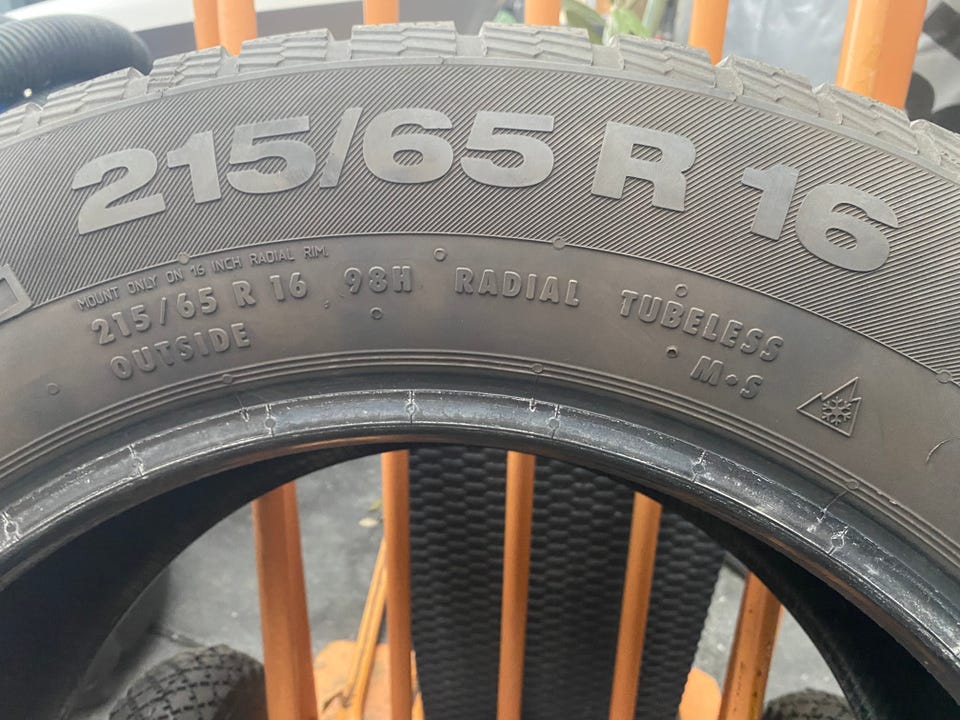 215/65 R 16
MOUNT ONLY ON 16 INCH RADIAL RIM.
215/65 R 16 98H RADIAL TUBELESS
OUTSIDE M•S